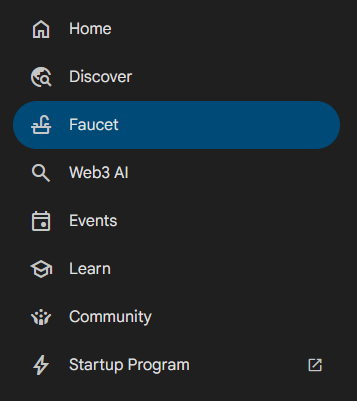 Home
Discover
Faucet
Web3 AI
Events
Learn
Community
Startup Program